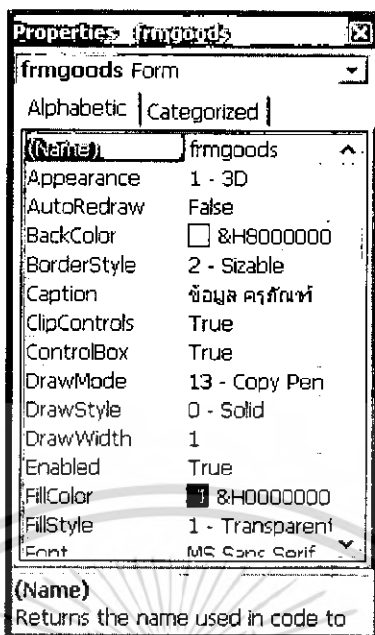 Properties - frmgoods
frmgoods Form
Alphabetic Categorized
(Name) frmgoods
Appearance 1 - 3D
AutoRedraw False
BackColor &H8000000
BorderStyle 2 - Sizable
Caption ข้อมูล ครุภัณฑ์
ClipControls True
ControlBox True
DrawMode 13 - Copy Pen
DrawStyle 0 - Solid
DrawWidth 1
Enabled True
FillColor &H0000000
FillStyle 1 - Transparent
Font MS Sans Serif
(Name)
Returns the name used in code to